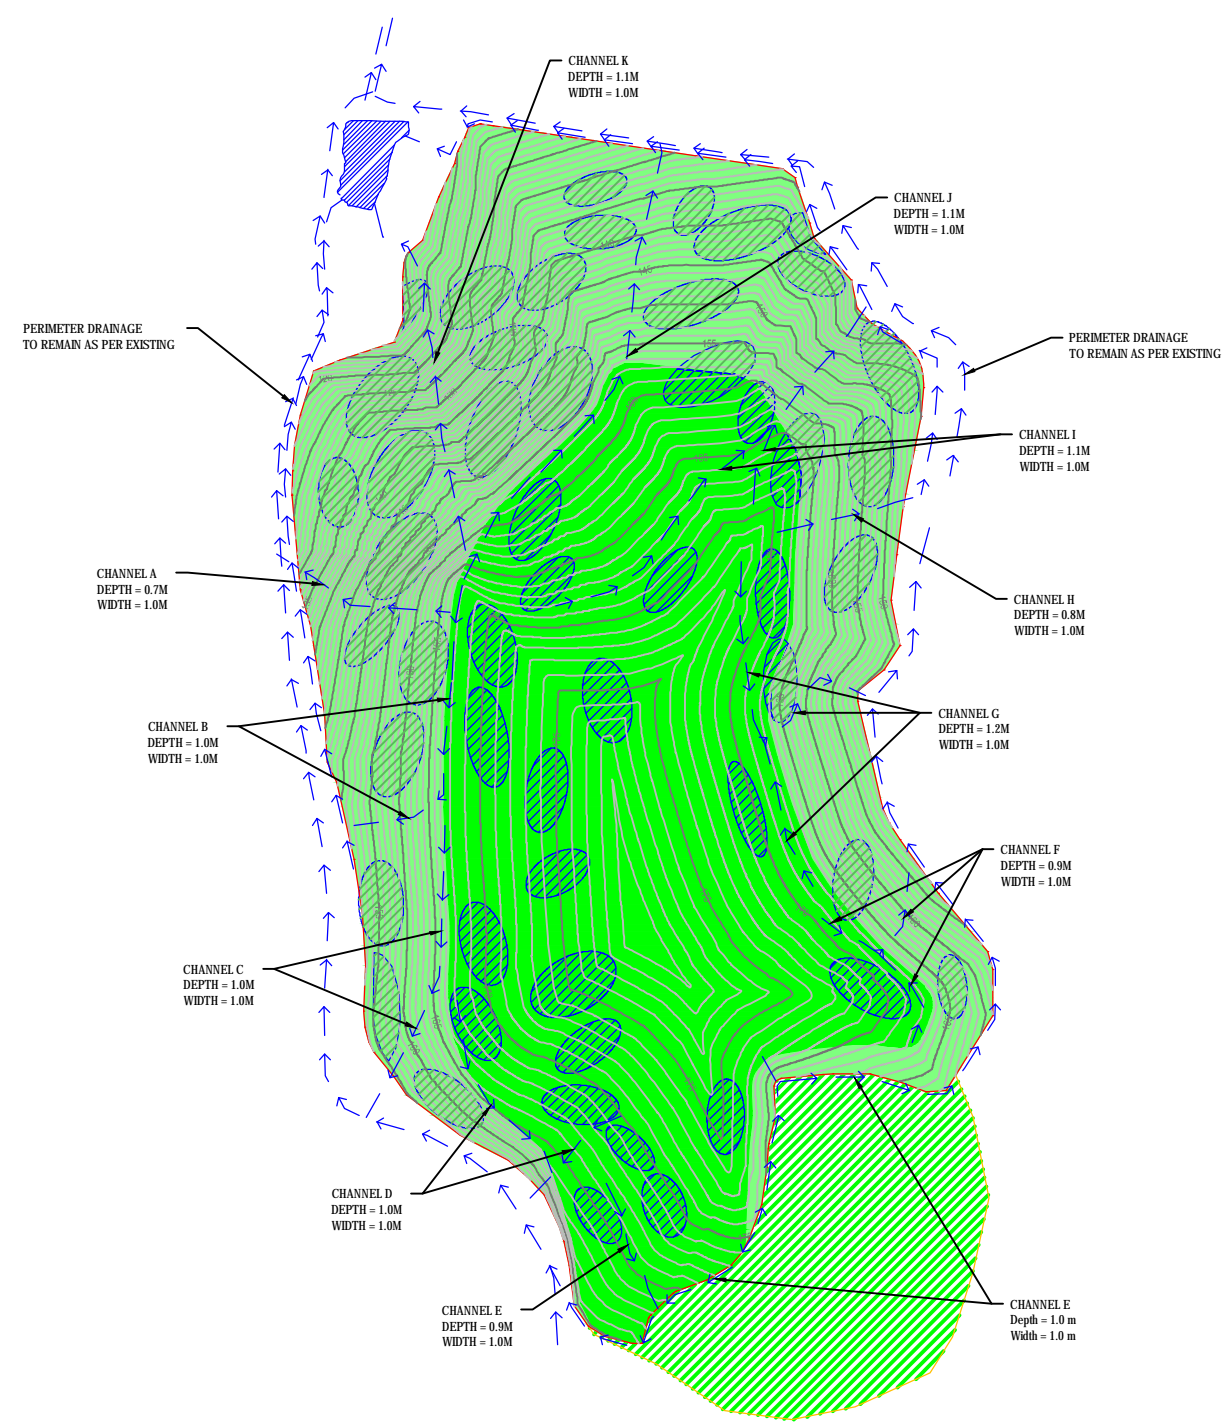 CHANNEL K
DEPTH = 1.1M
WIDTH = 1.0M
CHANNEL J
DEPTH = 1.1M
WIDTH = 1.0M
PERIMETER DRAINAGE
TO REMAIN AS PER EXISTING
PERIMETER DRAINAGE
TO REMAIN AS PER EXISTING
CHANNEL I
DEPTH = 1.1M
WIDTH = 1.0M
CHANNEL A
DEPTH = 0.7M
WIDTH = 1.0M
CHANNEL H
DEPTH = 0.8M
WIDTH = 1.0M
CHANNEL B
DEPTH = 1.0M
WIDTH = 1.0M
CHANNEL G
DEPTH = 1.2M
WIDTH = 1.0M
CHANNEL F
DEPTH = 0.9M
WIDTH = 1.0M
CHANNEL C
DEPTH = 1.0M
WIDTH = 1.0M
CHANNEL D
DEPTH = 1.0M
WIDTH = 1.0M
CHANNEL E
DEPTH = 0.9M
WIDTH = 1.0M
CHANNEL E
Depth = 1.0 m
Width = 1.0 m